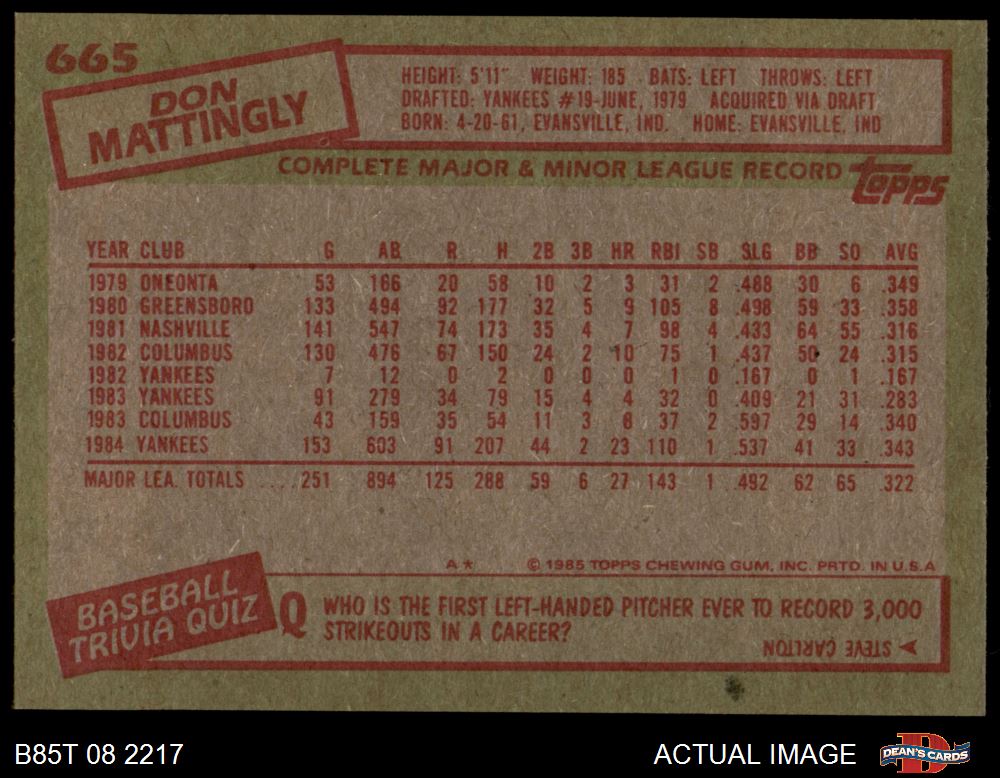 665
DON
MATTINGLY
HEIGHT: 5'11" WEIGHT: 185 BATS: LEFT THROWS: LEFT
DRAFTED: YANKEES #19-JUNE, 1979 ACQUIRED VIA DRAFT
BORN: 4-20-61, EVANSVILLE, IND. HOME: EVANSVILLE, IND
COMPLETE MAJOR & MINOR LEAGUE RECORD
Topps
YEAR CLUB G AB R H 2B 3B HR RBI SB SLG BB SO AVG
1979 ONEONTA 53 166 20 58 10 2 3 31 2 .488 30 6 .349
1980 GREENSBORO 133 494 92 177 32 5 9 105 8 .498 59 33 .358
1981 NASHVILLE 141 547 74 173 35 4 7 98 4 .433 64 55 .316
1982 COLUMBUS 130 476 67 150 24 2 10 75 1 .437 50 24 .315
1982 YANKEES 7 12 0 2 0 0 0 1 0 .167 0 1 .167
1983 YANKEES 91 279 34 79 15 4 4 32 0 .409 21 31 .283
1983 COLUMBUS 43 159 35 54 11 3 8 37 2 .597 29 14 .340
1984 YANKEES 153 603 91 207 44 2 23 110 1 .537 41 33 .343
MAJOR LEA. TOTALS ....251 894 125 288 59 6 27 143 1 .492 62 65 .322
A* © 1985 TOPPS CHEWING GUM, INC. PRTD. IN U.S.A
BASEBALL
TRIVIA QUIZ
Q WHO IS THE FIRST LEFT-HANDED PITCHER EVER TO RECORD 3,000
STRIKEOUTS IN A CAREER?
STEVE CARLTON
B85T 08 2217
ACTUAL IMAGE
D
DEAN'S CARDS